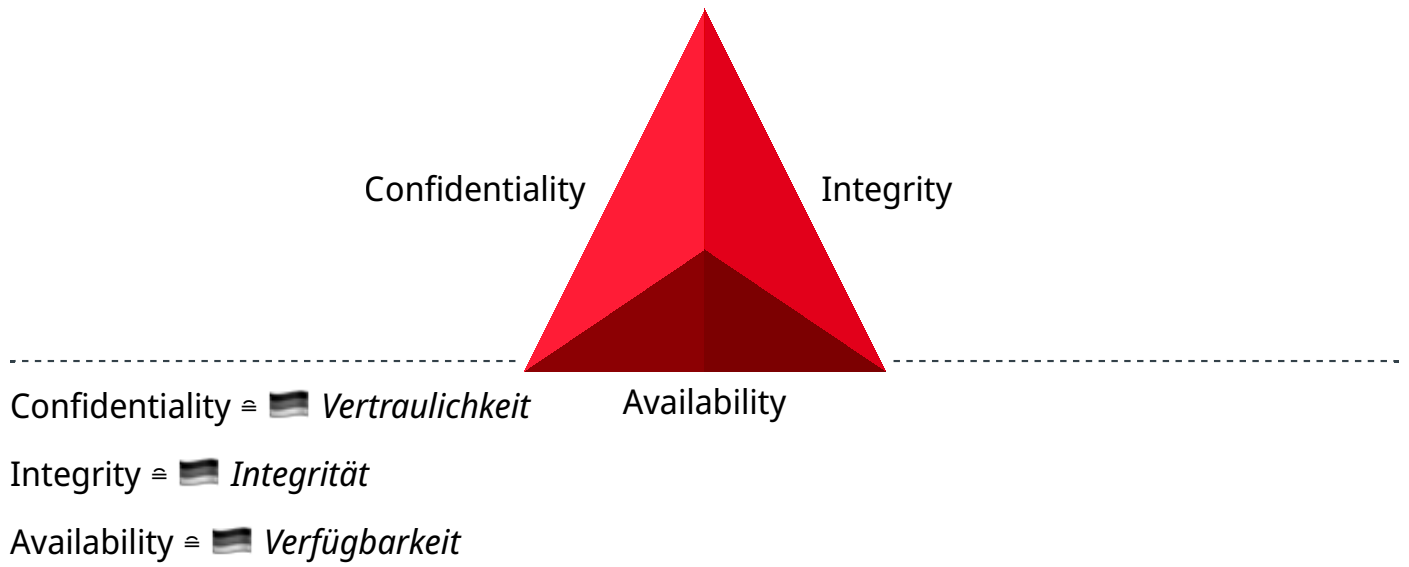 Confidentiality
Integrity
Availability
Confidentiality ≘ 🇩🇪 Vertraulichkeit
Integrity ≘ 🇩🇪 Integrität
Availability ≘ 🇩🇪 Verfügbarkeit